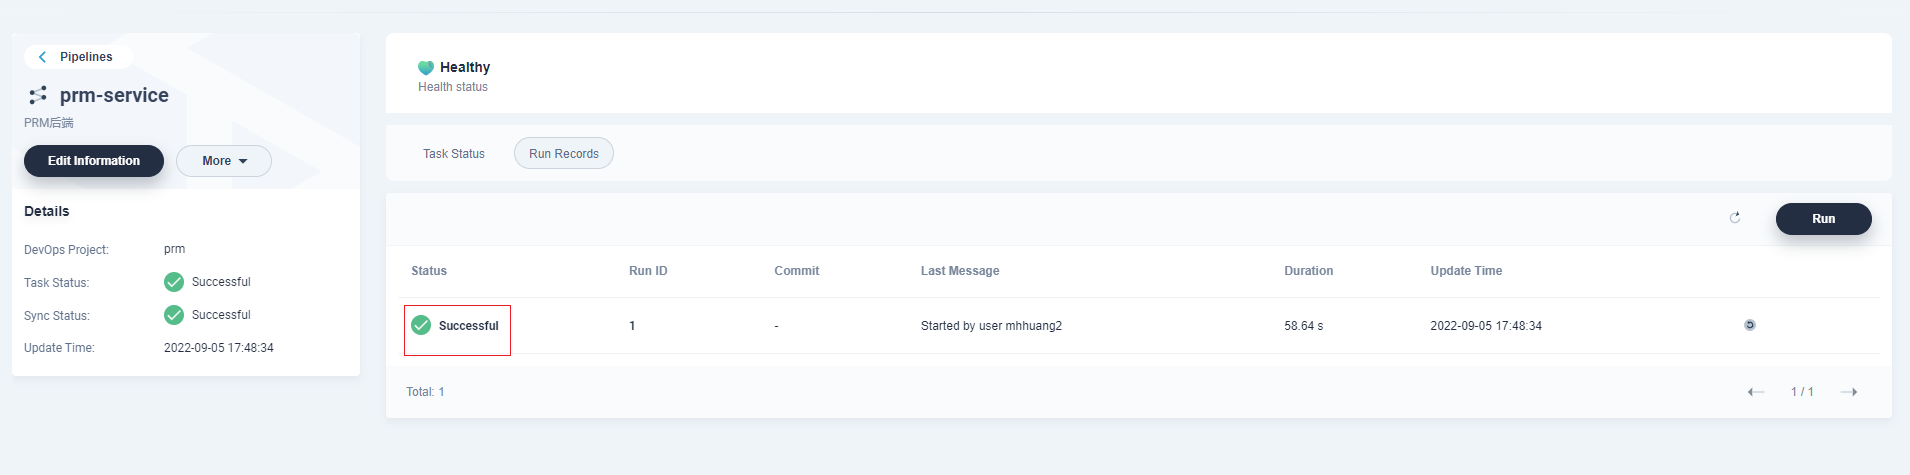 Pipelines
prm-service
PRM后端
Edit Information
More
Details
DevOps Project: prm
Task Status: Successful
Sync Status: Successful
Update Time: 2022-09-05 17:48:34
Healthy
Health status
Task Status Run Records
Run
Status Run ID Commit Last Message Duration Update Time
Successful 1 - Started by user mhhuang2 58.64 s 2022-09-05 17:48:34
Total: 1
1 / 1